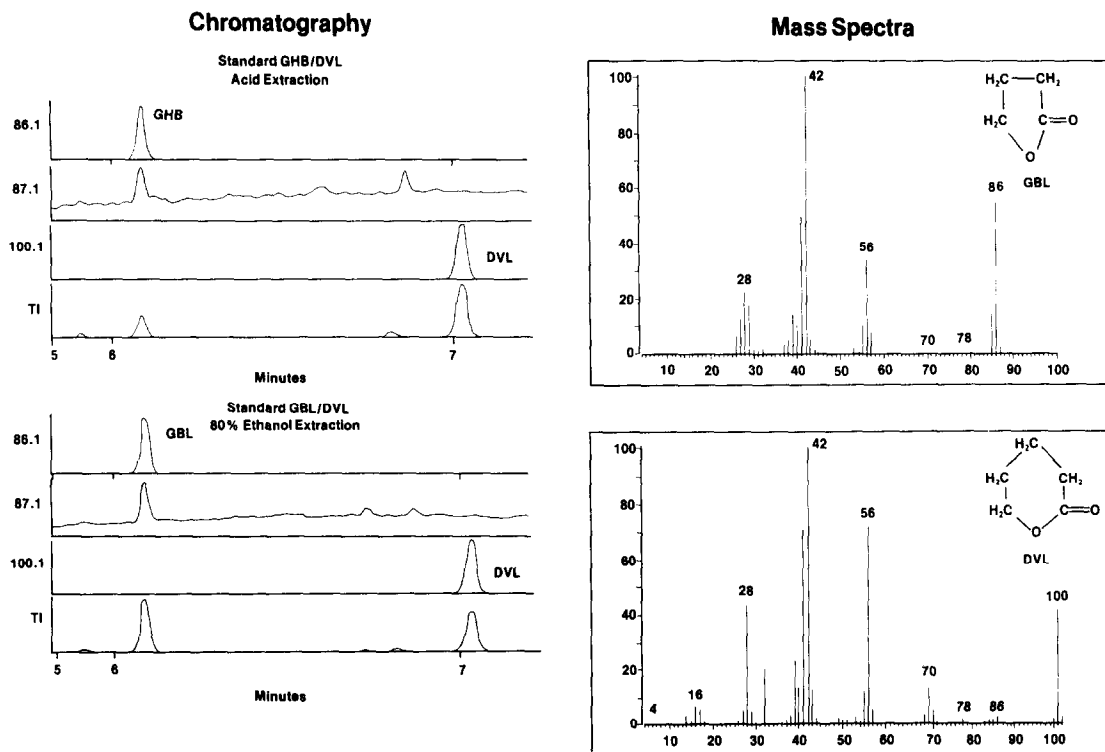 Chromatography
Standard GHB/DVL
Acid Extraction
86.1
GHB
87.1
100.1
DVL
TI
5 6 7
Minutes
Standard GBL/DVL
80% Ethanol Extraction
86.1
GBL
87.1
100.1
DVL
TI
5 6 7
Minutes
Mass Spectra
100
80
60
40
20
0
42
28
56
70
78
86
H₂C CH₂
H₂C C=O
O
GBL
10 20 30 40 50 60 70 80 90 100
100
80
60
40
20
0
42
56
28
100
4
16
70
78
86
H₂C
H₂C CH₂
H₂C C=O
O
DVL
10 20 30 40 50 60 70 80 90 100